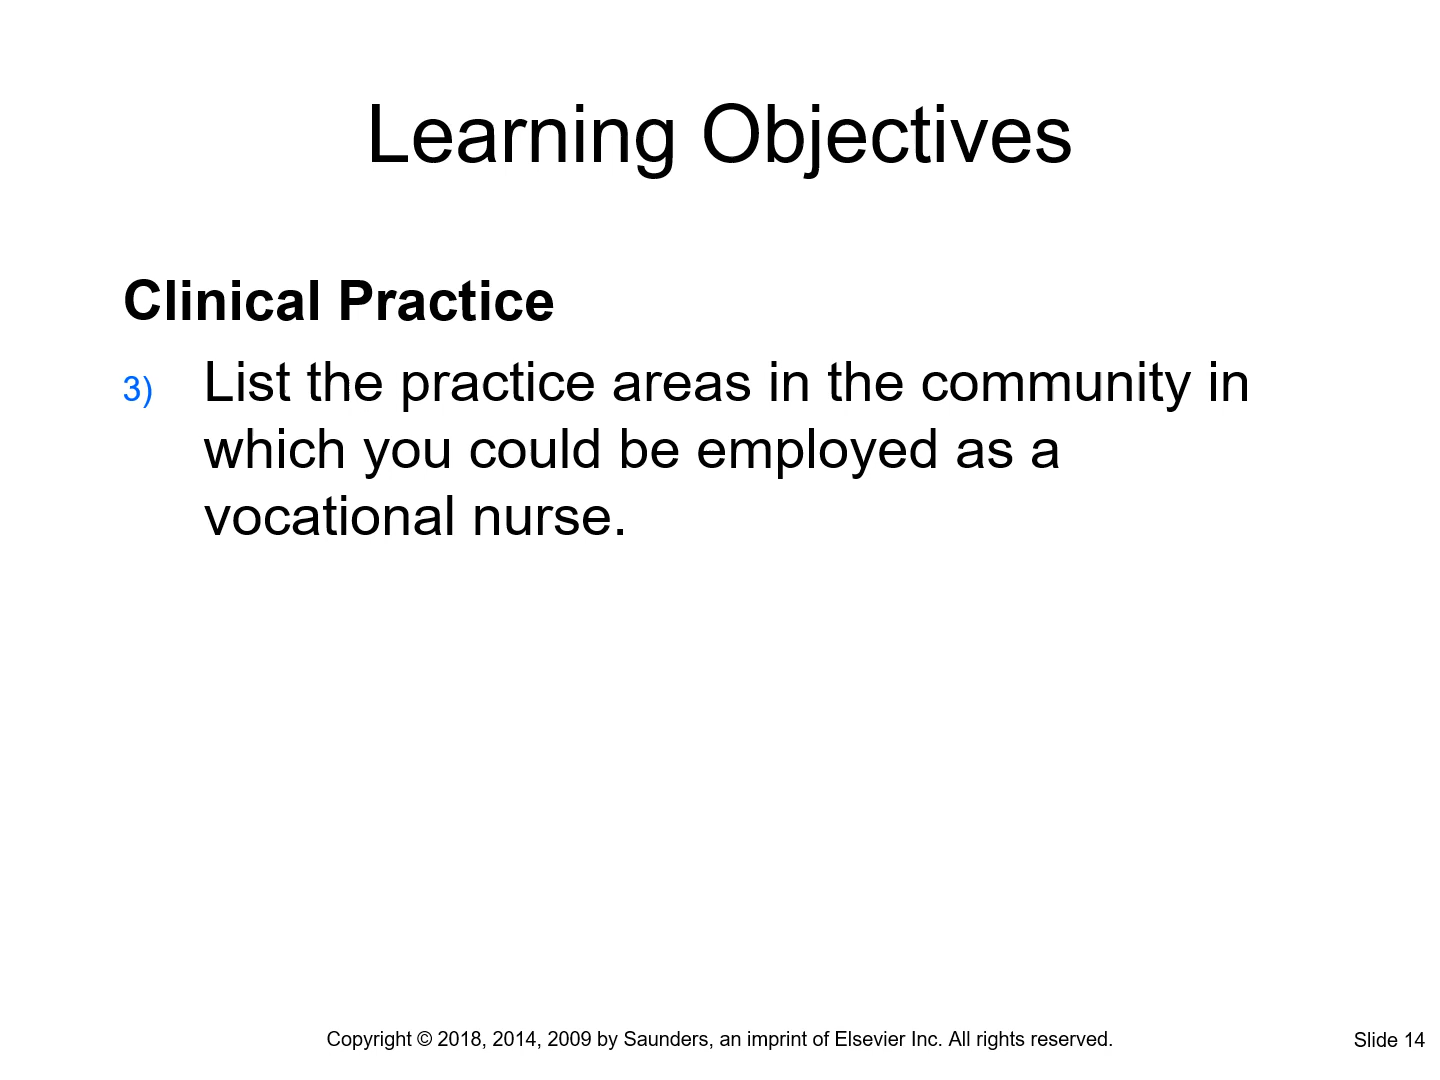 Learning Objectives
Clinical Practice
3) List the practice areas in the community in
which you could be employed as a
vocational nurse.
Copyright © 2018, 2014, 2009 by Saunders, an imprint of Elsevier Inc. All rights reserved.
Slide 14